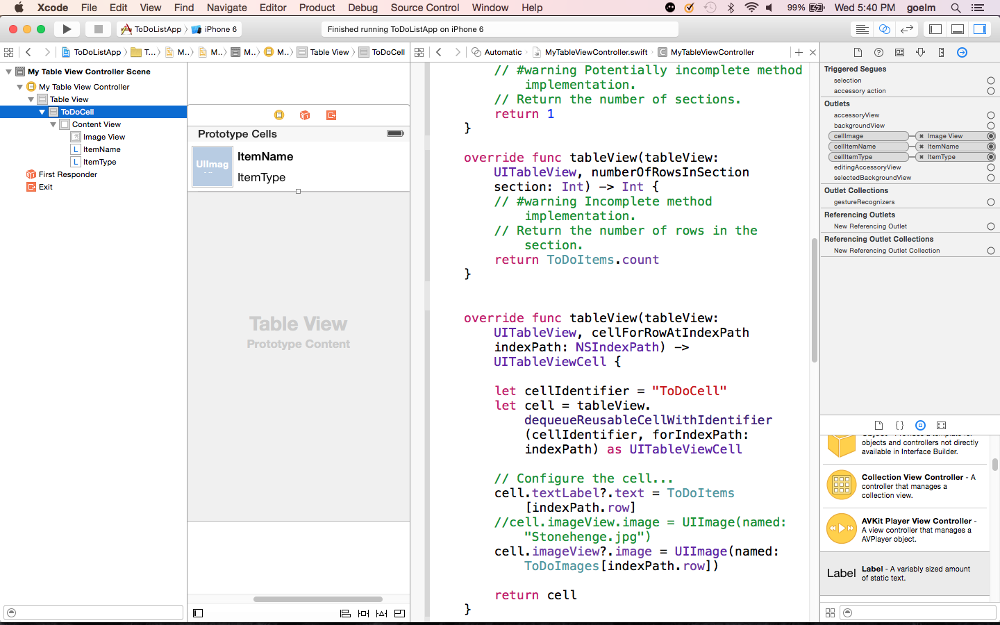 Xcode File Edit View Find Navigate Editor Product Debug Source Control Window Help 99% Wed 5:40 PM goelm
ToDoListApp iPhone 6
Finished running ToDoListApp on iPhone 6
ToDoListApp T... M... M... M... M... Table View ToDoCell
Automatic MyTableViewController.swift C MyTableViewController
My Table View Controller Scene
My Table View Controller
Table View
ToDoCell
Content View
Image View
L ItemName
L ItemType
First Responder
Exit
Prototype Cells
UIImag
ItemName
ItemType
Table View
Prototype Content
// #warning Potentially incomplete method
implementation.
// Return the number of sections.
return 1
}
override func tableView(tableView:
UITableView, numberOfRowsInSection
section: Int) -> Int {
// #warning Incomplete method
implementation.
// Return the number of rows in the
section.
return ToDoItems.count
}
override func tableView(tableView:
UITableView, cellForRowAtIndexPath
indexPath: NSIndexPath) ->
UITableViewCell {
let cellIdentifier = "ToDoCell"
let cell = tableView.
dequeueReusableCellWithIdentifier
(cellIdentifier, forIndexPath:
indexPath) as UITableViewCell
// Configure the cell...
cell.textLabel?.text = ToDoItems
[indexPath.row]
//cell.imageView.image = UIImage(named:
"Stonehenge.jpg")
cell.imageView?.image = UIImage(named:
ToDoImages[indexPath.row])
return cell
}
Triggered Segues
selection
accessory action
Outlets
accessoryView
backgroundView
cellImage Image View
cellItemName ItemName
cellItemType ItemType
editingAccessoryView
selectedBackgroundView
Outlet Collections
gestureRecognizers
Referencing Outlets
New Referencing Outlet
Referencing Outlet Collections
New Referencing Outlet Collection
objects and controllers not directly
available in Interface Builder.
Collection View Controller - A
controller that manages a
collection view.
AVKit Player View Controller -
A view controller that manages a
AVPlayer object.
Label
Label - A variably sized amount
of static text.